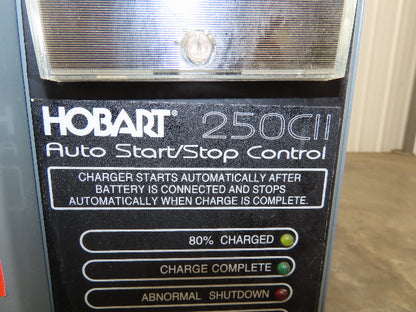 HOBART® 250CII
Auto Start/Stop Control
CHARGER STARTS AUTOMATICALLY AFTER
BATTERY IS CONNECTED AND STOPS
AUTOMATICALLY WHEN CHARGE IS COMPLETE.
80% CHARGED
CHARGE COMPLETE
ABNORMAL SHUTDOWN